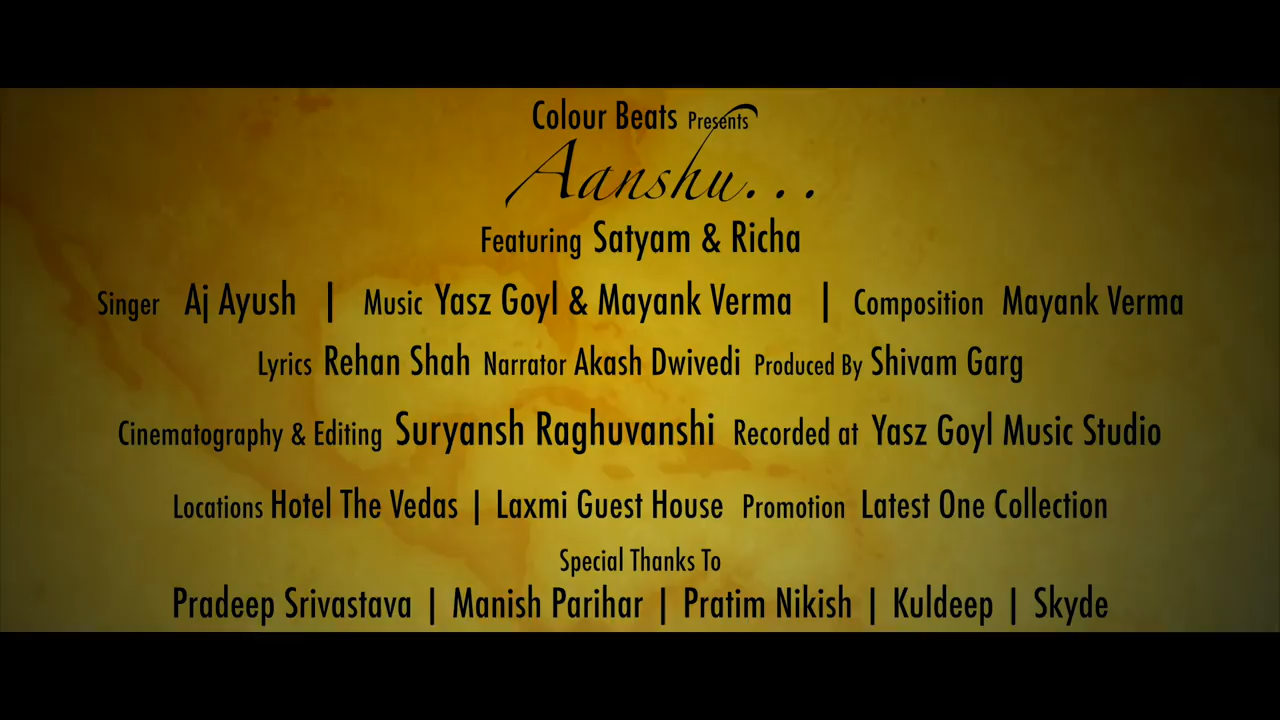 Colour Beats Presents
Aanshu...
Featuring Satyam & Richa
Singer Aj Ayush | Music Yasz Goyl & Mayank Verma | Composition Mayank Verma
Lyrics Rehan Shah Narrator Akash Dwivedi Produced By Shivam Garg
Cinematography & Editing Suryansh Raghuvanshi Recorded at Yasz Goyl Music Studio
Locations Hotel The Vedas | Laxmi Guest House Promotion Latest One Collection
Special Thanks To
Pradeep Srivastava | Manish Parihar | Pratim Nikish | Kuldeep | Skyde